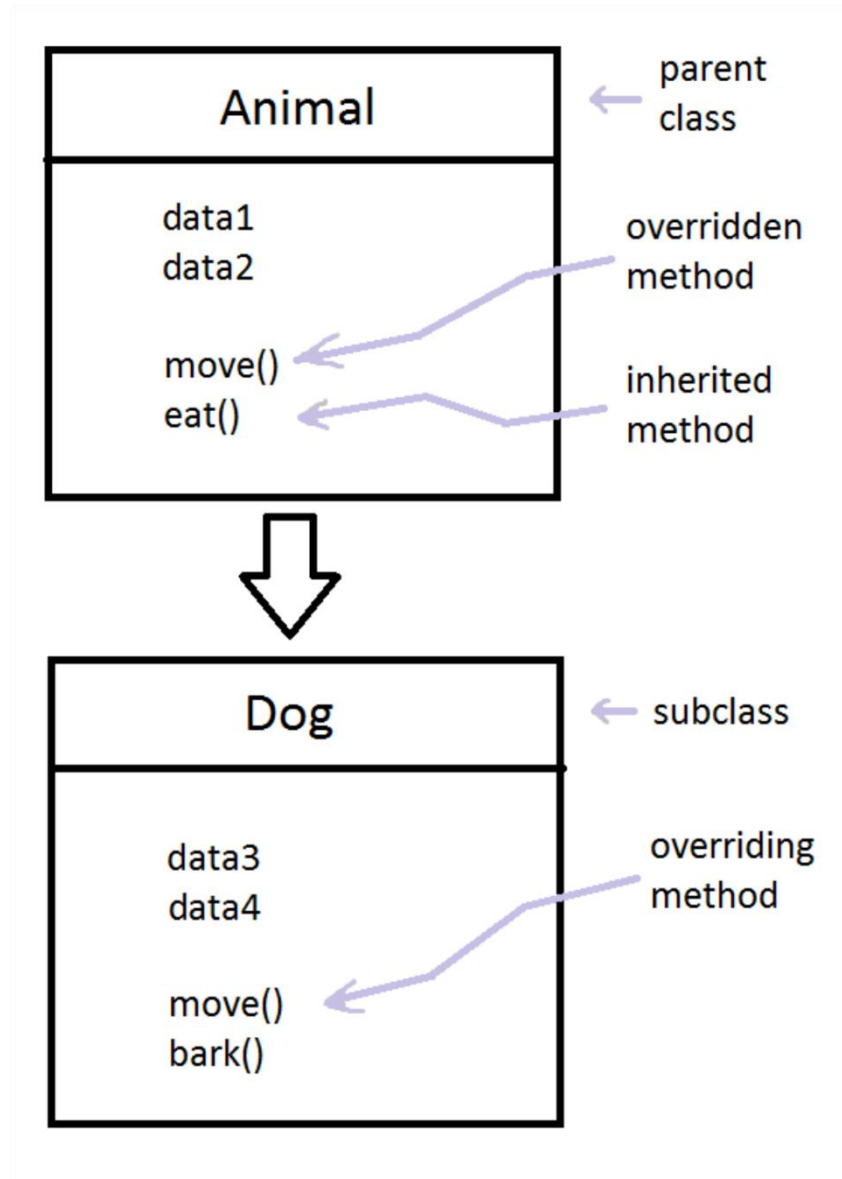 Animal
parent
class
data1
data2
overridden
method
move()
eat()
inherited
method
Dog
subclass
data3
data4
overriding
method
move()
bark()